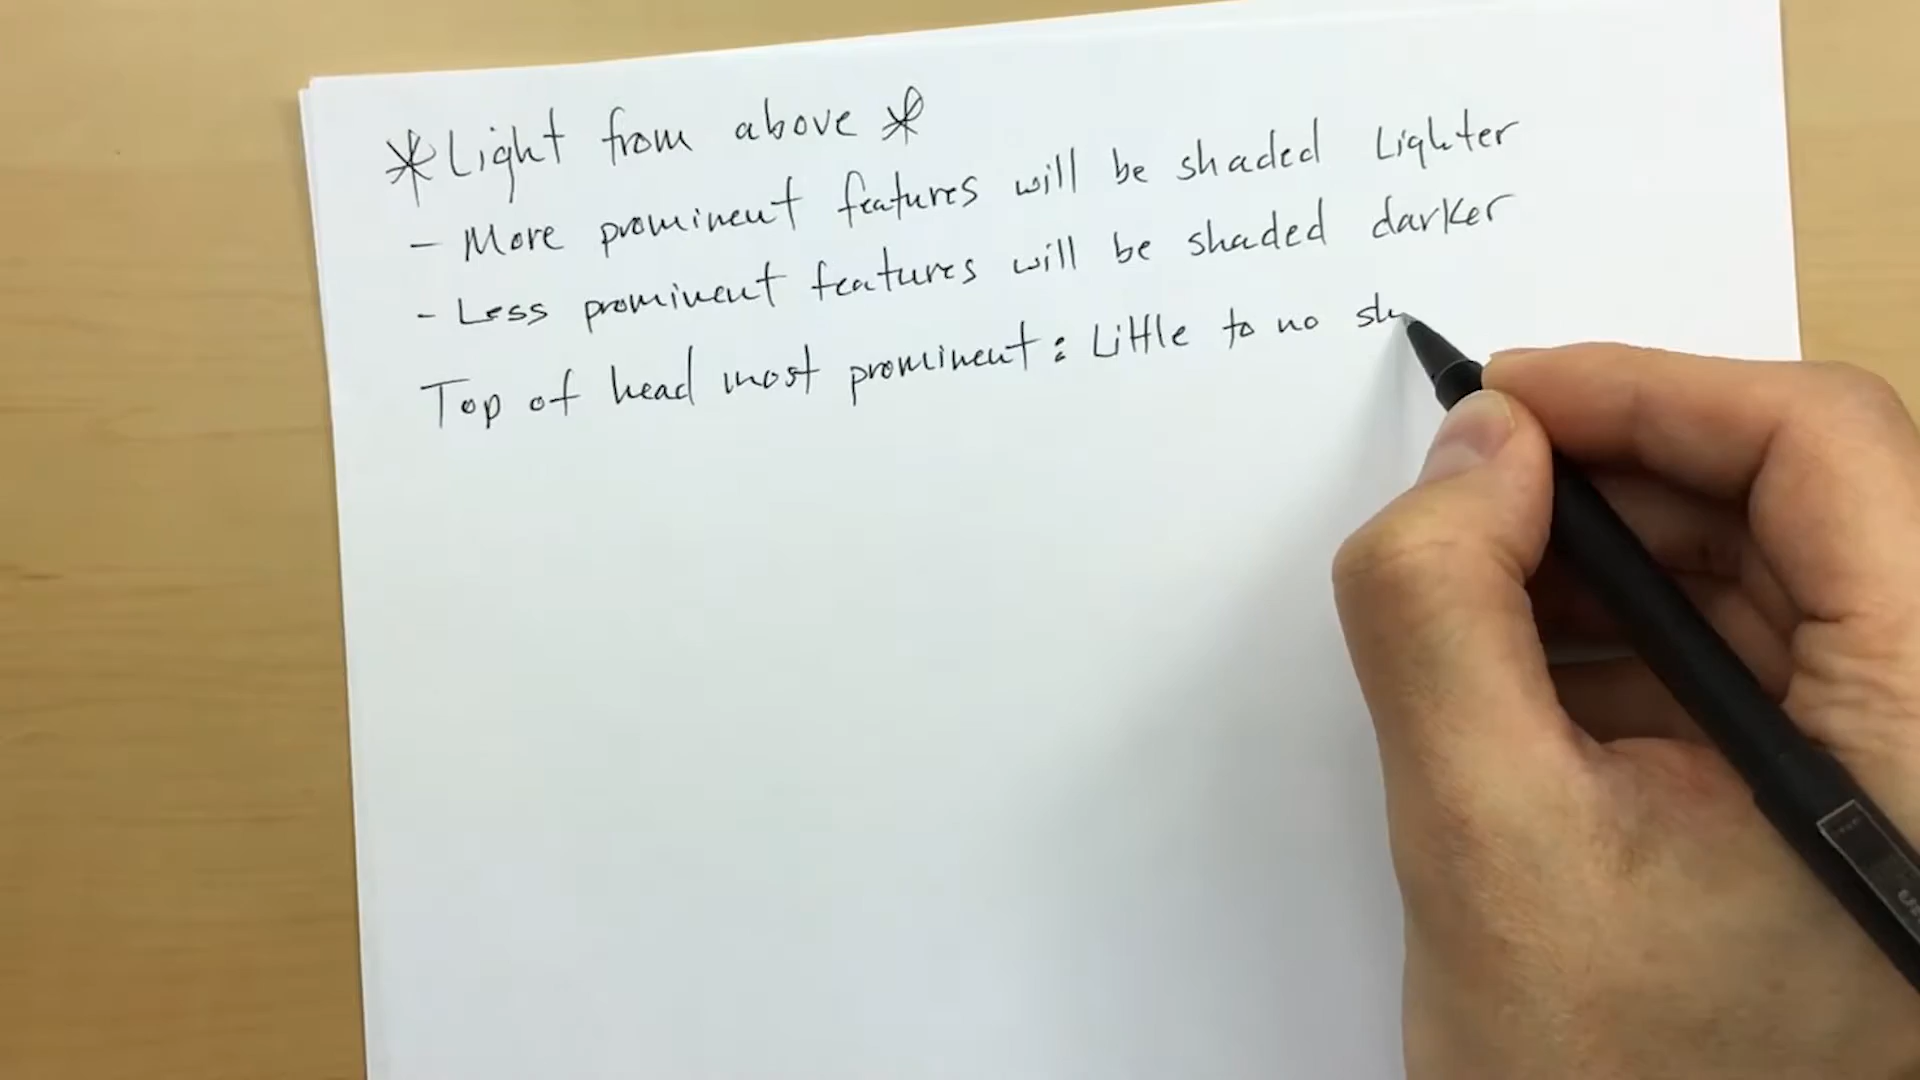 *Light from above*
- More prominent features will be shaded Lighter
- Less prominent features will be shaded darker
Top of head most prominent: Little to no sh